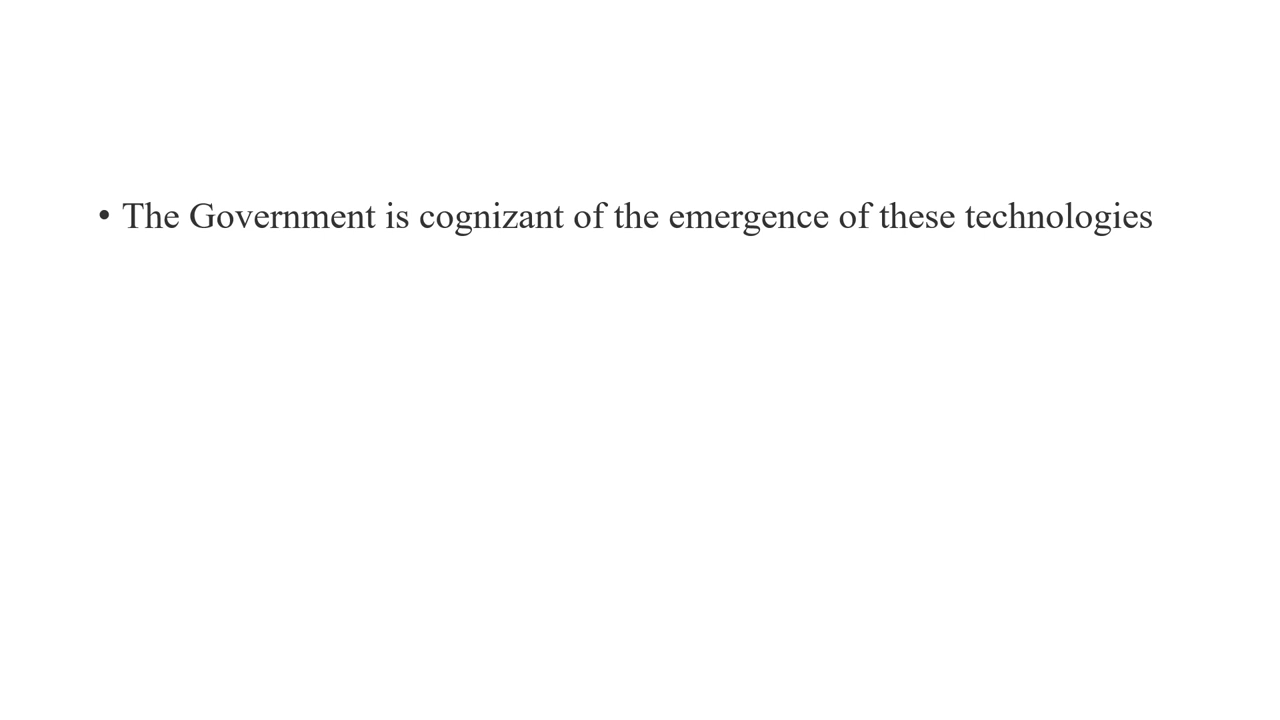 • The Government is cognizant of the emergence of these technologies